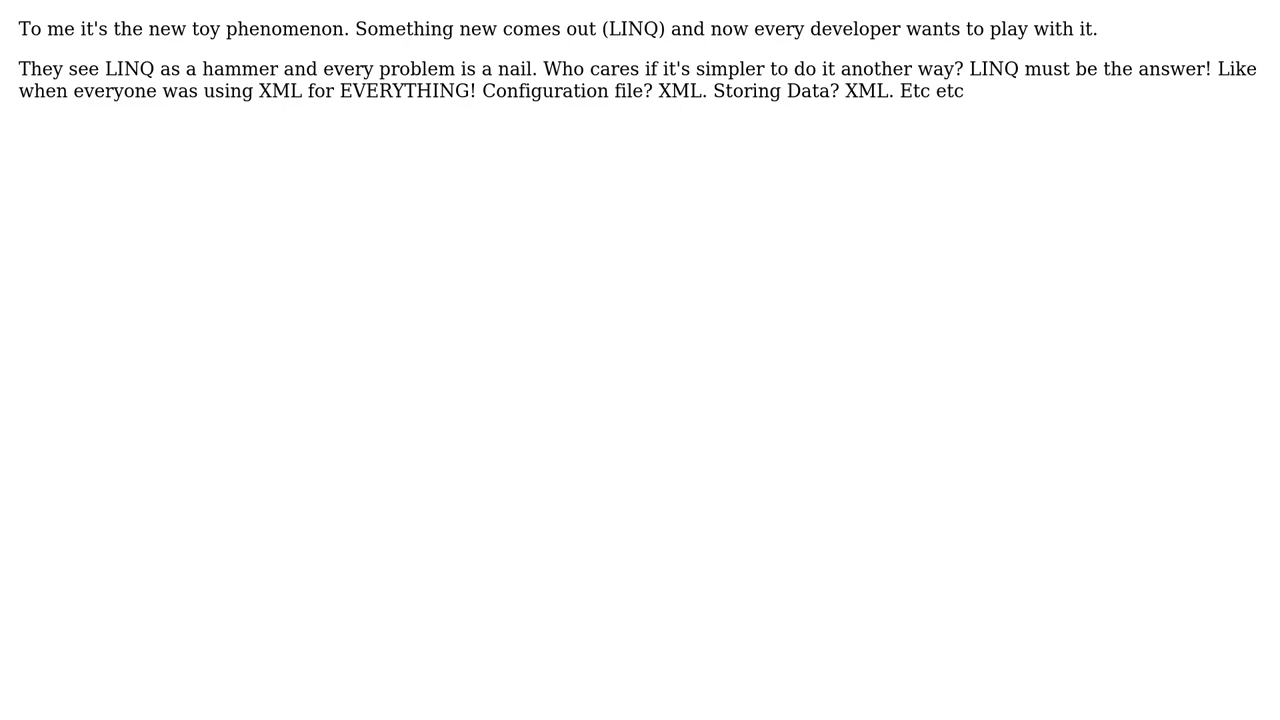 To me it's the new toy phenomenon. Something new comes out (LINQ) and now every developer wants to play with it.
They see LINQ as a hammer and every problem is a nail. Who cares if it's simpler to do it another way? LINQ must be the answer! Like
when everyone was using XML for EVERYTHING! Configuration file? XML. Storing Data? XML. Etc etc